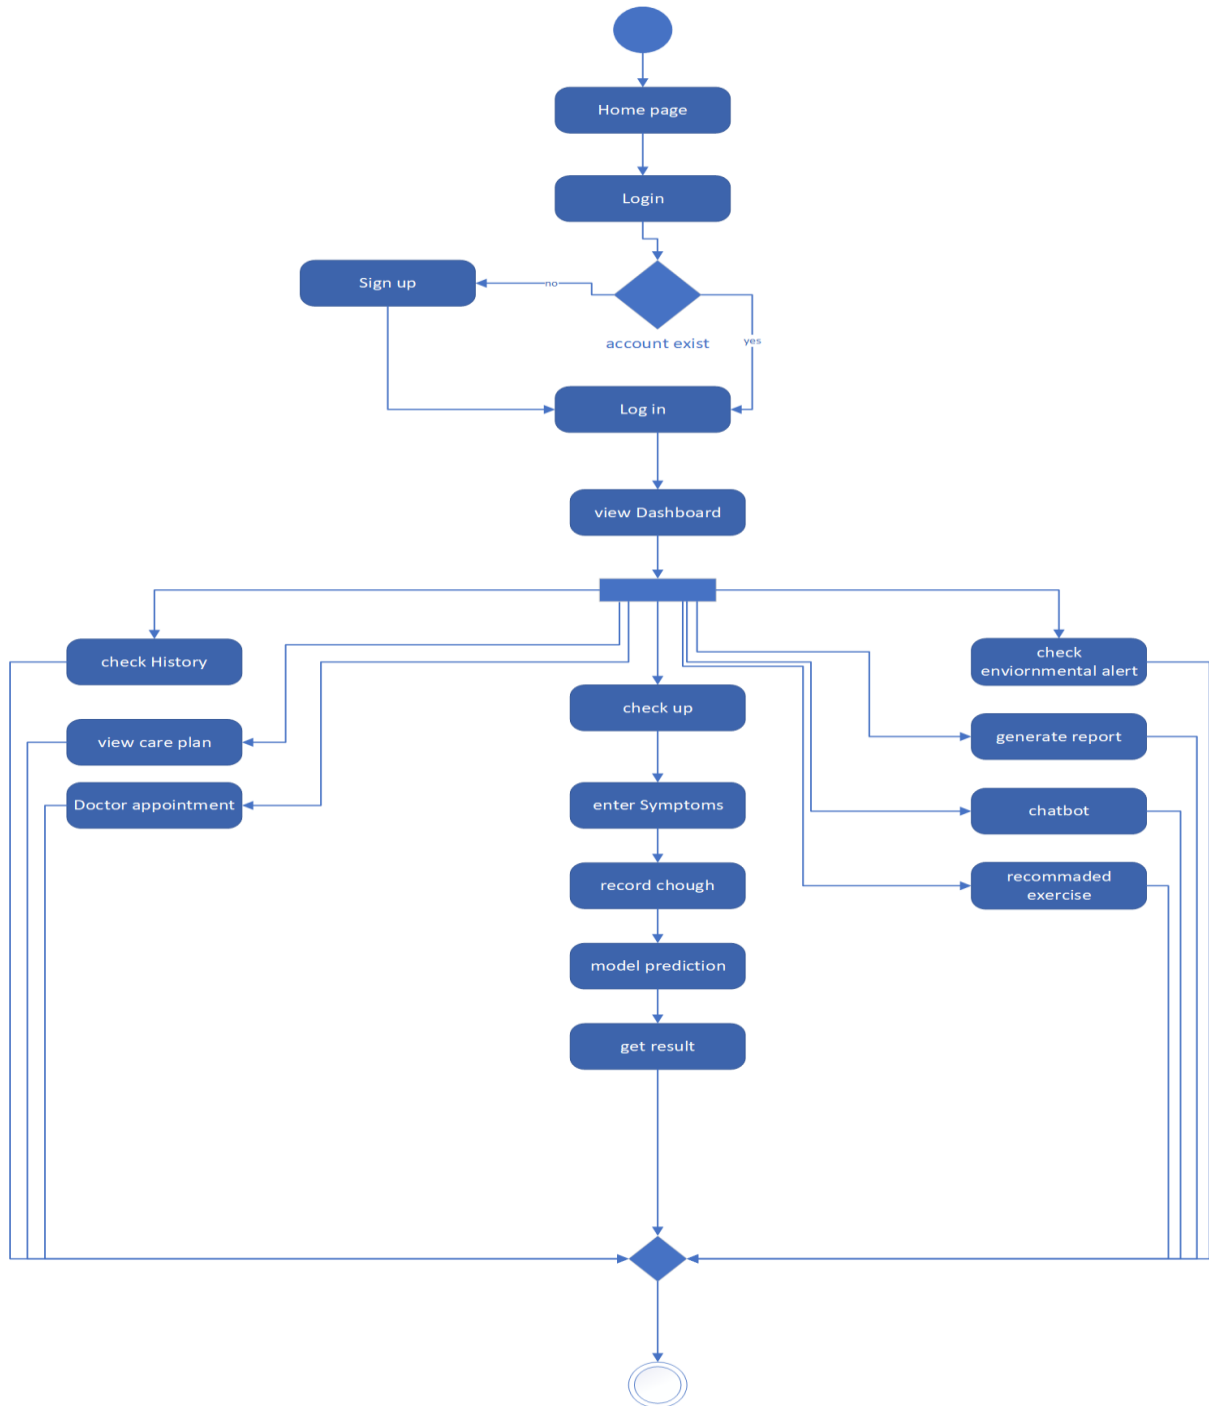 Home page
Login
Sign up
no
account exist
yes
Log in
view Dashboard
check History
check
enviornmental alert
check up
view care plan
generate report
Doctor appointment
enter Symptoms
chatbot
record chough
recommaded
exercise
model prediction
get result